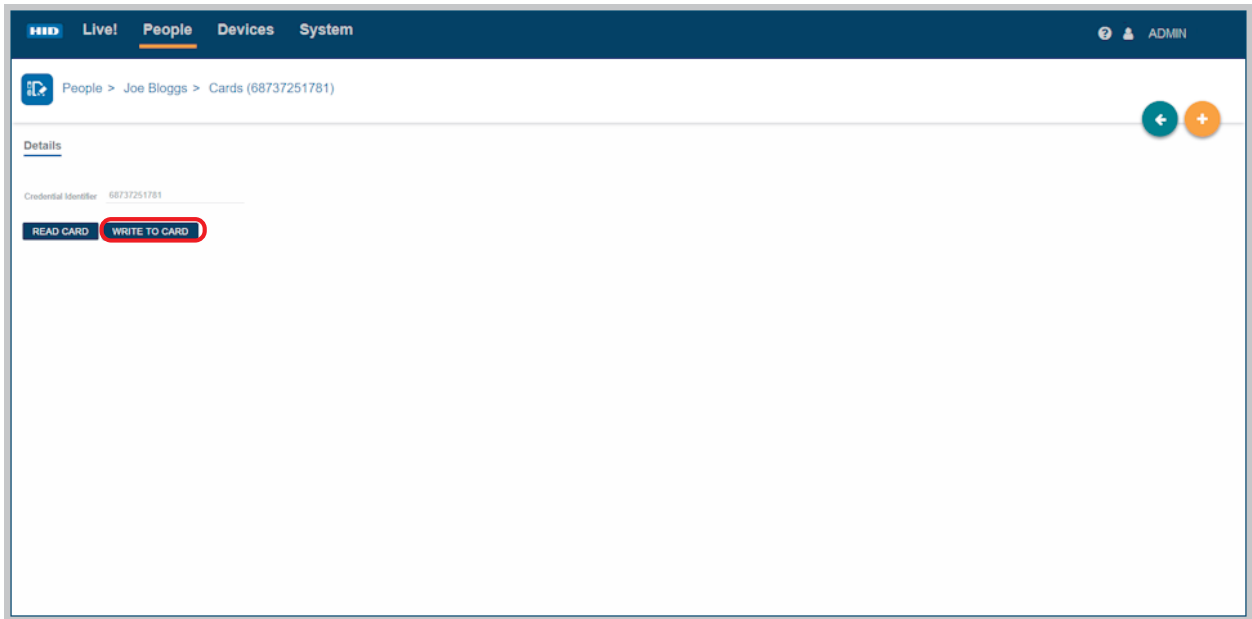 HID Live! People Devices System ADMIN
People > Joe Bloggs > Cards (68737251781)
Details
Credential Identifier 68737251781
READ CARD WRITE TO CARD